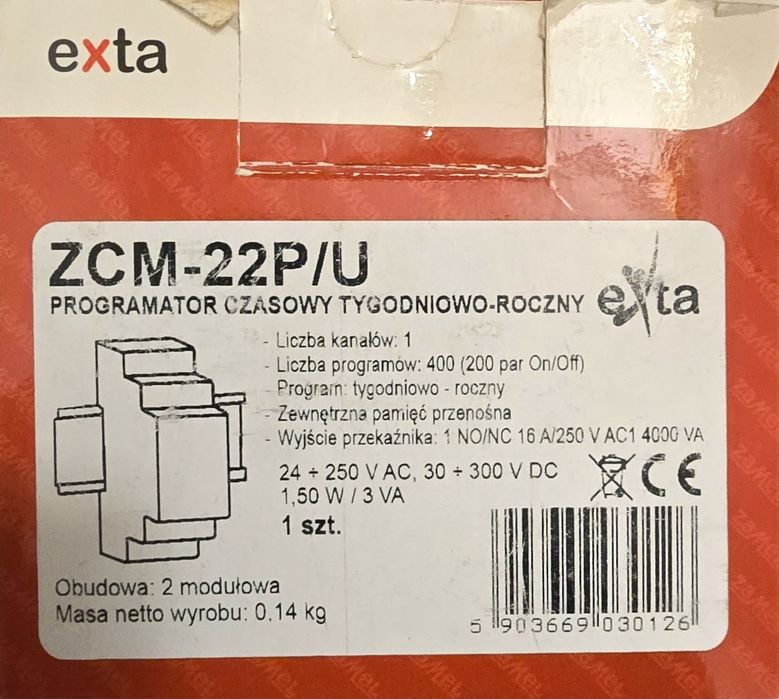 exta
ZCM-22P/U
PROGRAMATOR CZASOWY TYGODNIOWO-ROCZNY
exta
- Liczba kanałów: 1
- Liczba programów: 400 (200 par On/Off)
- Program: tygodniowo - roczny
- Zewnętrzna pamięć przenośna
- Wyjście przekaźnika: 1 NO/NC 16 A/250 V AC1 4000 VA
24 ÷ 250 V AC, 30 ÷ 300 V DC
1,50 W / 3 VA
CE
1 szt.
Obudowa: 2 modułowa
Masa netto wyrobu: 0,14 kg
5 903669 030126